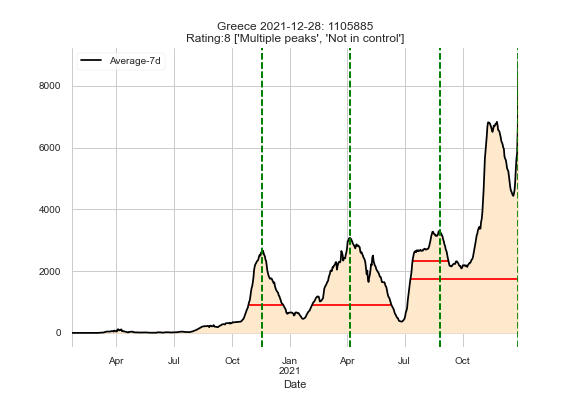 Greece 2021-12-28: 1105885
Rating:8 ['Multiple peaks', 'Not in control']
Average-7d
8000
6000
4000
2000
0
Apr
Jul
Oct
Jan
2021
Apr
Jul
Oct
Date